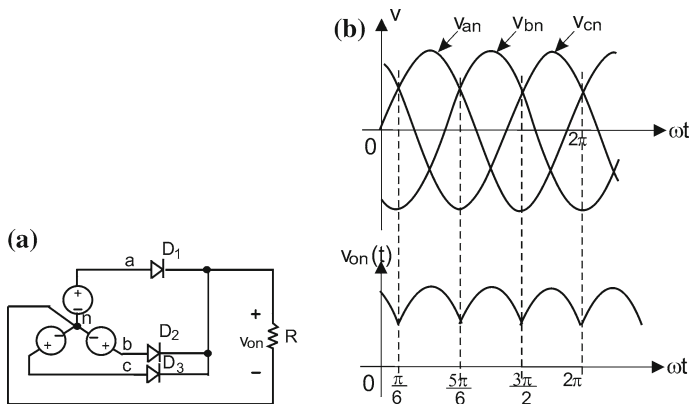 (a)
a
D1
+
−
n
+
−
−
+
b
D2
c
D3
+
von
−
R
(b)
v
van
vbn
vcn
0
2π
ωt
von(t)
0
π/6
5π/6
3π/2
2π
ωt